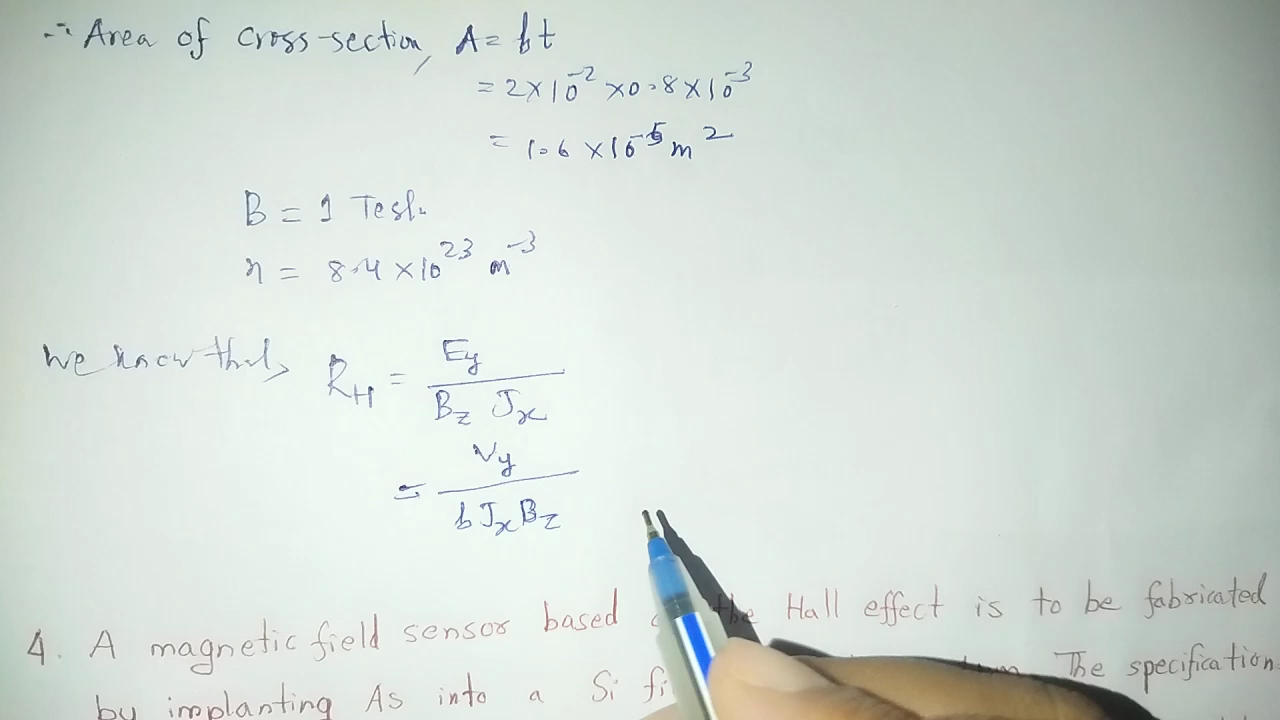 ∴ Area of cross-section, A = bt
= 2×10⁻² ×0.8×10⁻³
= 1.6 ×10⁻⁵ m²
B = 1 Tesla
n = 8.4 ×10²³ m⁻³
we know that, R_H = E_y / B_z J_x
= V_y / b J_x B_z
4. A magnetic field sensor based the Hall effect is to be fabricated
by implanting As into a Si The specification